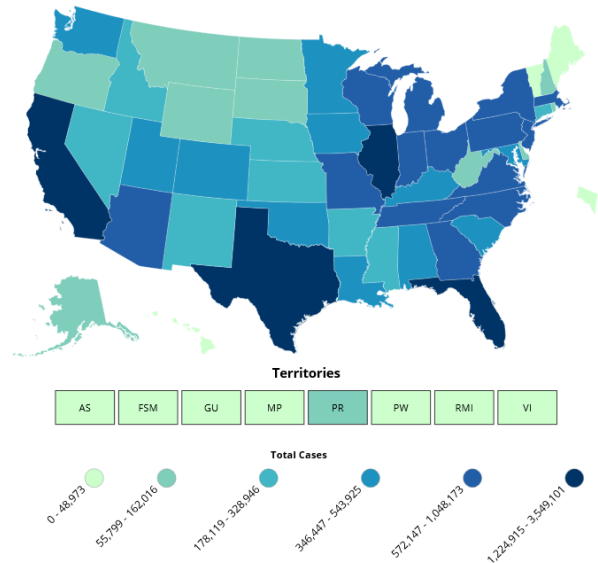 Territories
AS FSM GU MP PR PW RMI VI
Total Cases
0 - 48,973
55,799 - 162,016
178,119 - 328,946
346,447 - 543,925
572,147 - 1,048,173
1,224,915 - 3,549,101